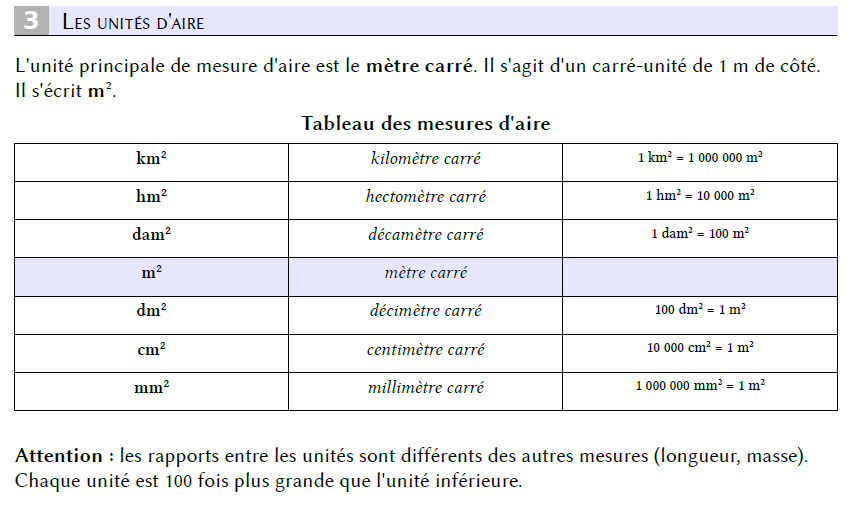 3 Les unités d'aire
L'unité principale de mesure d'aire est le mètre carré. Il s'agit d'un carré-unité de 1 m de côté.
Il s'écrit m².
Tableau des mesures d'aire
km² kilomètre carré 1 km² = 1 000 000 m²
hm² hectomètre carré 1 hm² = 10 000 m²
dam² décamètre carré 1 dam² = 100 m²
m² mètre carré
dm² décimètre carré 100 dm² = 1 m²
cm² centimètre carré 10 000 cm² = 1 m²
mm² millimètre carré 1 000 000 mm² = 1 m²
Attention : les rapports entre les unités sont différents des autres mesures (longueur, masse).
Chaque unité est 100 fois plus grande que l'unité inférieure.